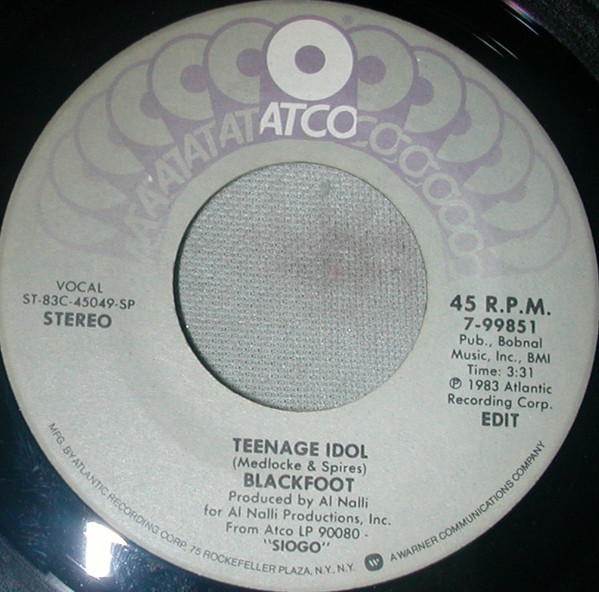 ATATATATATCOCOCOCOCO
®
VOCAL
ST-83C-45049-SP
STEREO
45 R.P.M.
7-99851
Pub., Bobnal
Music, Inc., BMI
Time: 3:31
℗ 1983 Atlantic
Recording Corp.
EDIT
TEENAGE IDOL
(Medlocke & Spires)
BLACKFOOT
Produced by Al Nalli
for Al Nalli Productions, Inc.
From Atco LP 90080 -
"SIOGO"
MFG. BY ATLANTIC RECORDING CORP. 75 ROCKEFELLER PLAZA, N.Y., N.Y. W A WARNER COMMUNICATIONS COMPANY